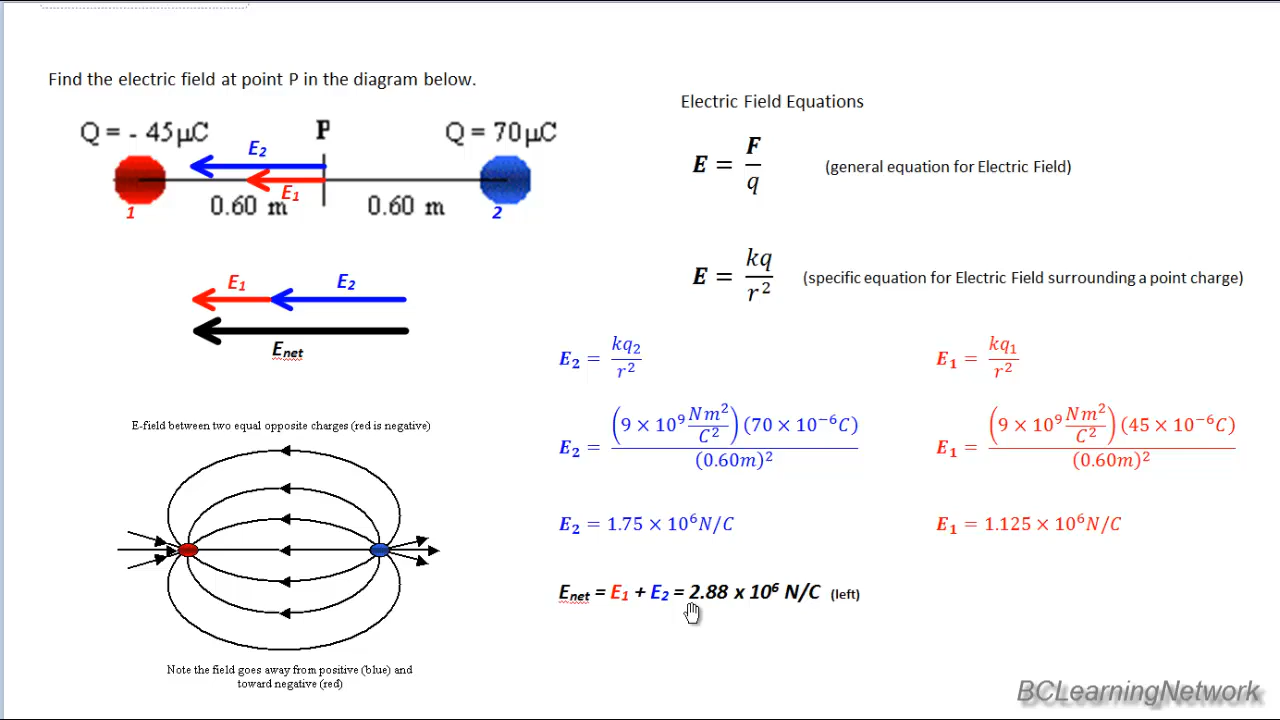 Find the electric field at point P in the diagram below.
Q = - 45μC
P
Q = 70μC
E₂
E₁
0.60 m
0.60 m
1
2
E₁
E₂
Eₙₑₜ
E-field between two equal opposite charges (red is negative)
Note the field goes away from positive (blue) and
toward negative (red)
Electric Field Equations
E = F/q (general equation for Electric Field)
E = kq/r² (specific equation for Electric Field surrounding a point charge)
E₂ = kq₂/r²
E₂ = (9 × 10⁹ Nm²/C²)(70 × 10⁻⁶C)/(0.60m)²
E₂ = 1.75 × 10⁶N/C
E₁ = kq₁/r²
E₁ = (9 × 10⁹ Nm²/C²)(45 × 10⁻⁶C)/(0.60m)²
E₁ = 1.125 × 10⁶N/C
Eₙₑₜ = E₁ + E₂ = 2.88 x 10⁶ N/C (left)
BCLearningNetwork